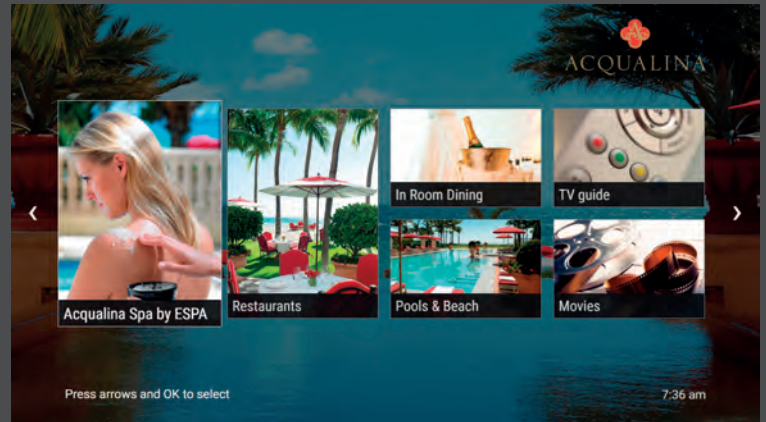 ACQUALINA
Acqualina Spa by ESPA
Restaurants
In Room Dining
TV guide
Pools & Beach
Movies
Press arrows and OK to select
7:36 am